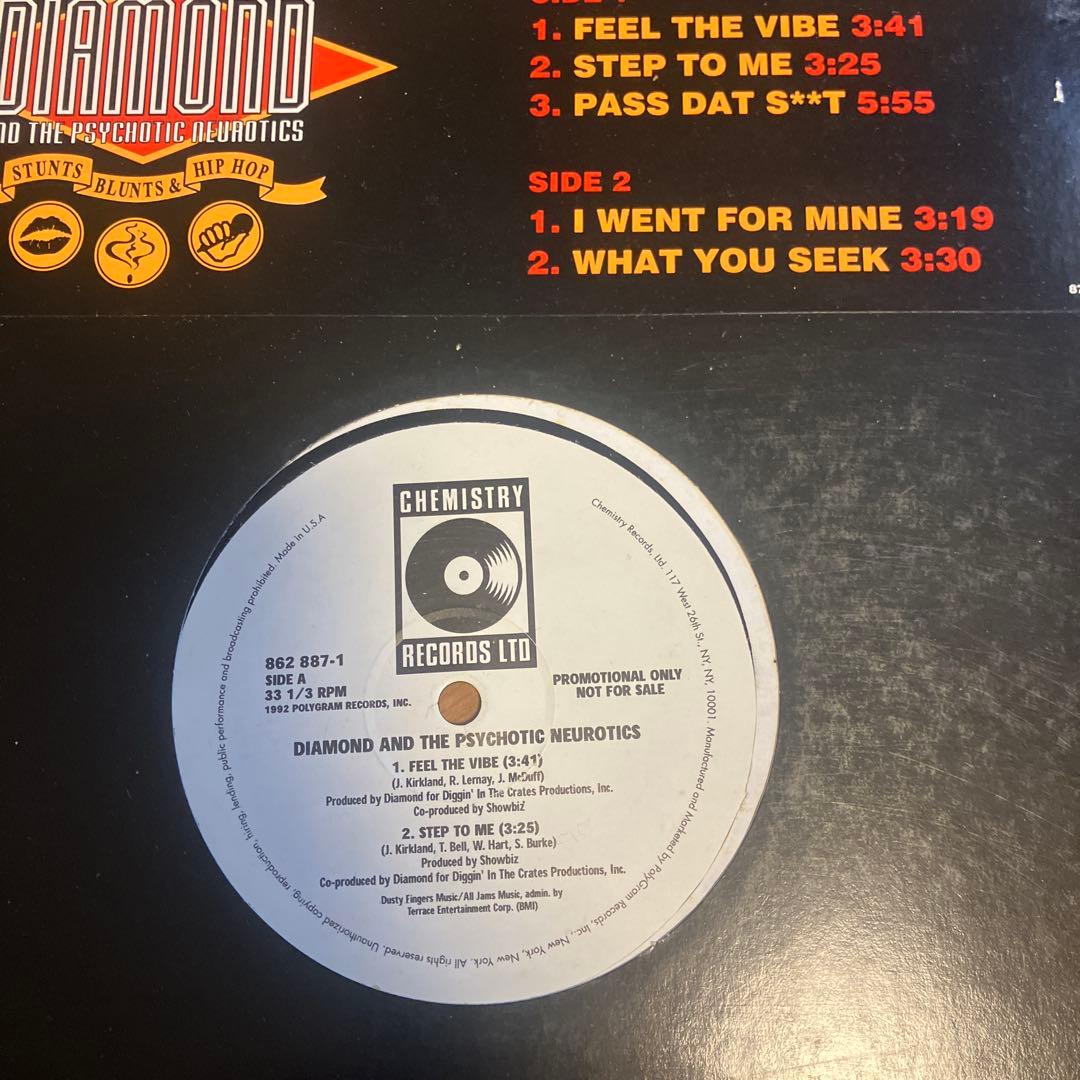 DIAMOND
ND THE PSYCHOTIC NEUROTICS
STUNTS
BLUNTS &
HIP HOP
SIDE 1
1. FEEL THE VIBE 3:41
2. STEP TO ME 3:25
3. PASS DAT S**T 5:55
SIDE 2
1. I WENT FOR MINE 3:19
2. WHAT YOU SEEK 3:30
87
CHEMISTRY
RECORDS LTD
862 887-1
SIDE A
33 1/3 RPM
1992 POLYGRAM RECORDS, INC.
PROMOTIONAL ONLY
NOT FOR SALE
DIAMOND AND THE PSYCHOTIC NEUROTICS
1. FEEL THE VIBE (3:41)
(J. Kirkland, R. Lernay, J. McDuff)
Produced by Diamond for Diggin' In The Crates Productions, Inc.
Co-produced by Showbiz
2. STEP TO ME (3:25)
(J. Kirkland, T. Bell, W. Hart, S. Burke)
Produced by Showbiz
Co-produced by Diamond for Diggin' In The Crates Productions, Inc.
Dusty Fingers Music/All Jams Music, admin. by
Terrace Entertainment Corp. (BMI)
Chemistry Records, Ltd. 117 West 26th St., NY, NY, 10001. Manufactured and Marketed by PolyGram Records, Inc., New York, New York. All rights reserved. Unauthorized copying, reproduction, hiring, lending, public performance and broadcasting prohibited. Made in U.S.A